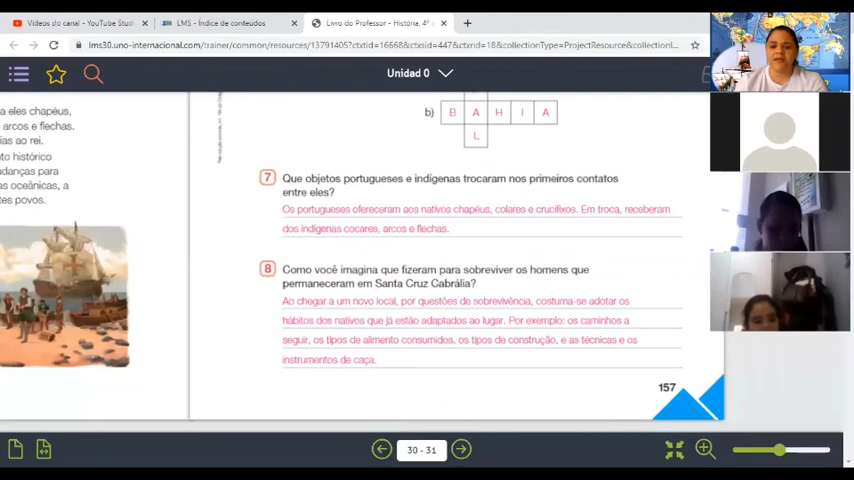 Vídeos do canal - YouTube Stud
LMS - Índice de conteúdos
Livro do Professor - História, 4º
lms30.uno-internacional.com/trainer/common/resources/13791405?ctxtid=16668&ctxsid=447&ctxrid=18&collectionType=ProjectResource&collectionI
Unidad 0
a eles chapéus,
arcos e flechas.
ias ao rei.
to histórico
udanças para
as oceânicas, a
tes povos.
b) B A H I A
L
7 Que objetos portugueses e indígenas trocaram nos primeiros contatos
entre eles?
Os portugueses ofereceram aos nativos chapéus, colares e crucifixos. Em troca, receberam
dos indígenas cocares, arcos e flechas.
8 Como você imagina que fizeram para sobreviver os homens que
permaneceram em Santa Cruz Cabrália?
Ao chegar a um novo local, por questões de sobrevivência, costuma-se adotar os
hábitos dos nativos que já estão adaptados ao lugar. Por exemplo: os caminhos a
seguir, os tipos de alimento consumidos, os tipos de construção, e as técnicas e os
instrumentos de caça.
157
30 - 31